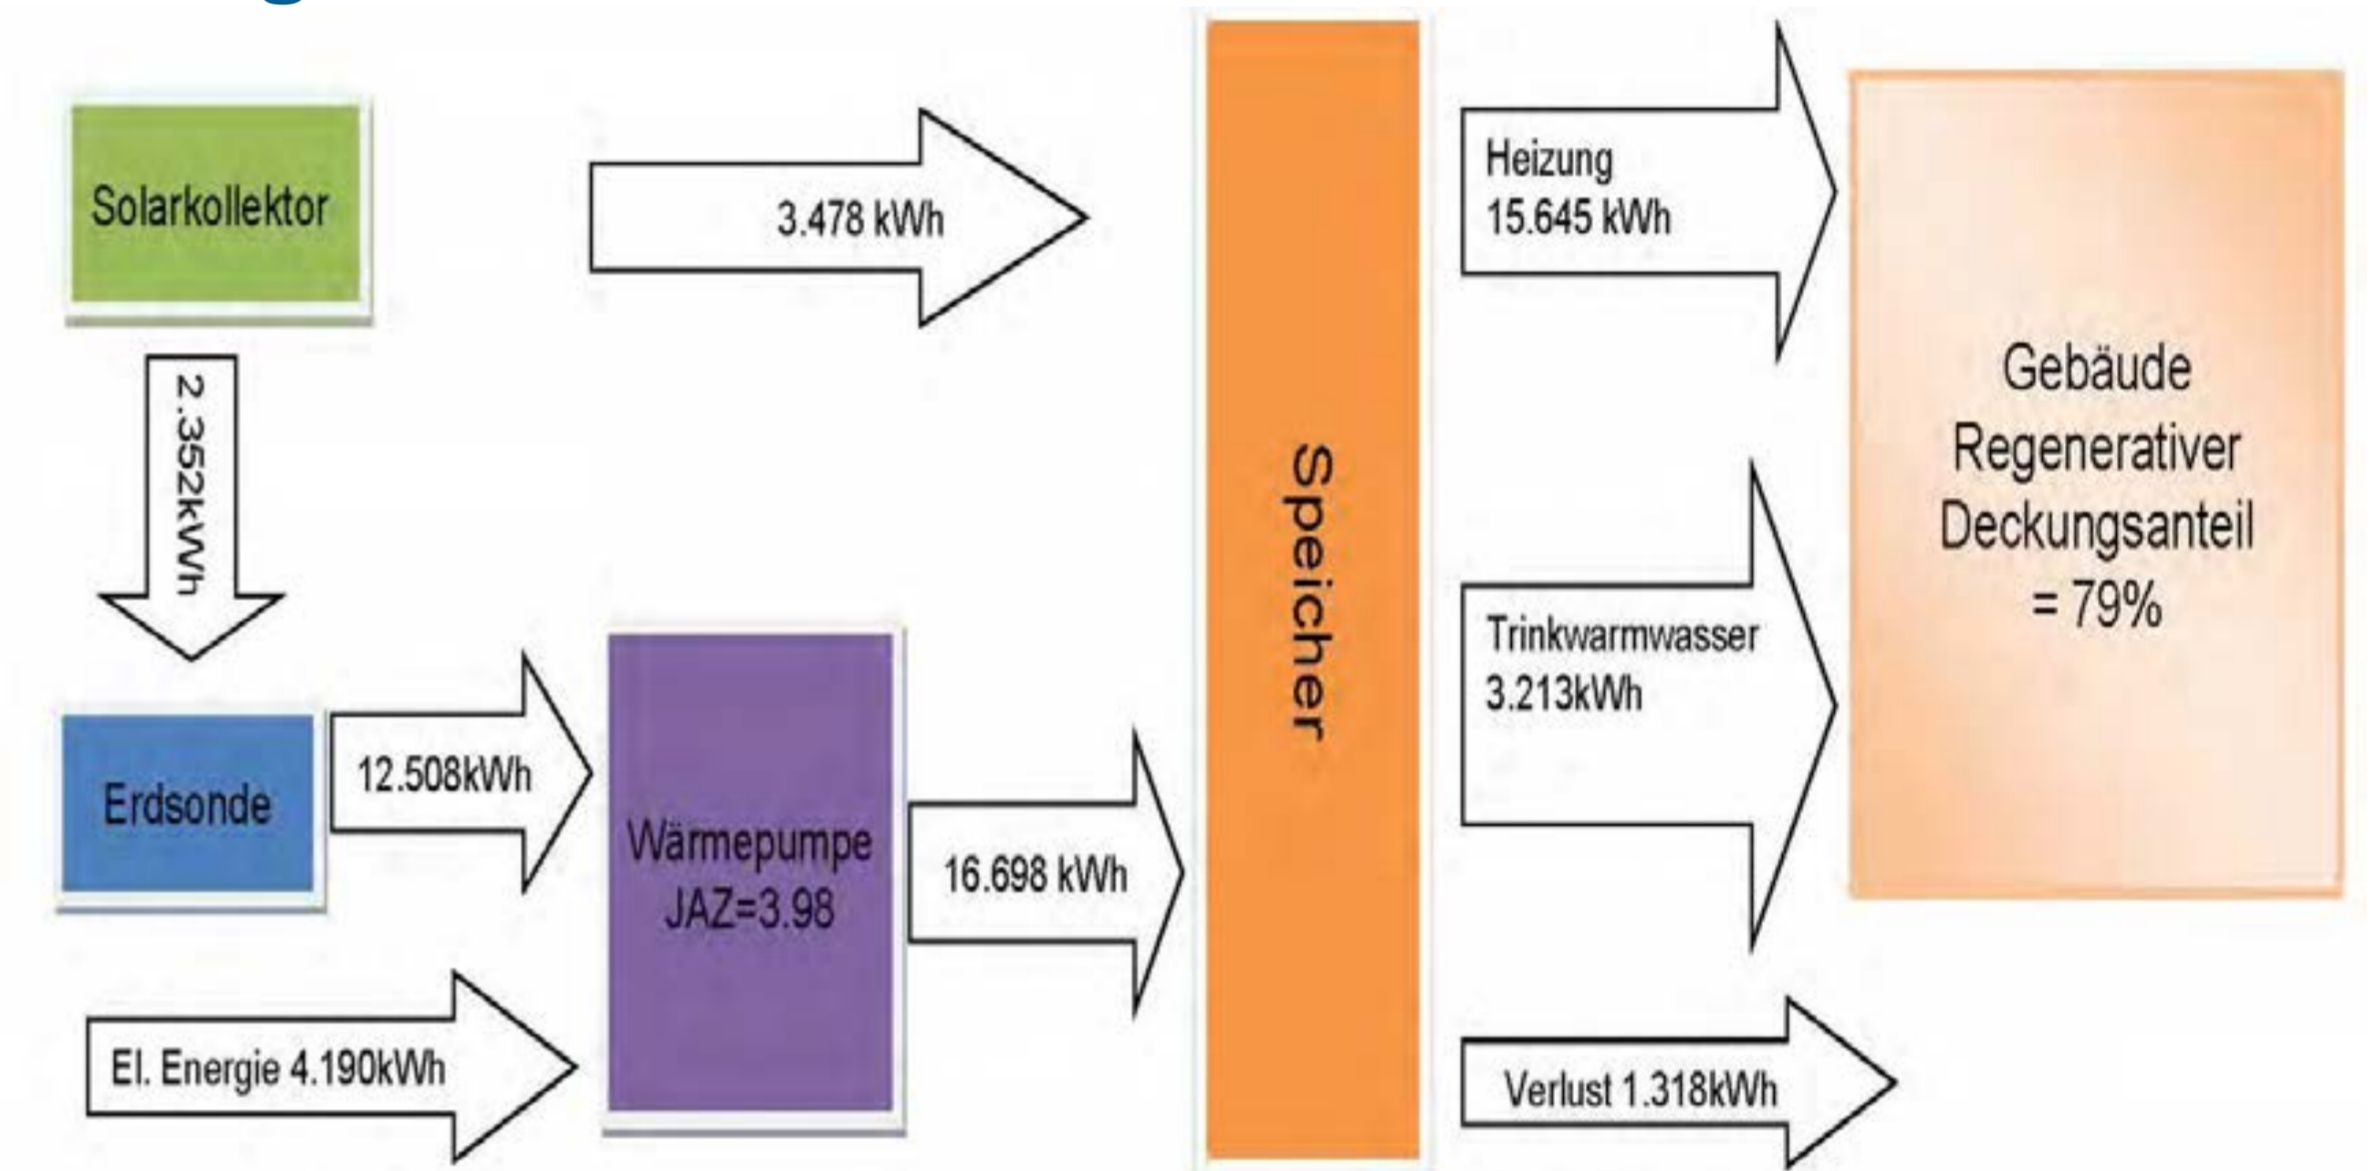 Solarkollektor
3.478 kWh
2.352kWh
Erdsonde
12.508kWh
El. Energie 4.190kWh
Wärmepumpe
JAZ=3.98
16.698 kWh
Speicher
Heizung
15.645 kWh
Trinkwarmwasser
3.213kWh
Verlust 1.318kWh
Gebäude
Regenerativer
Deckungsanteil
= 79%